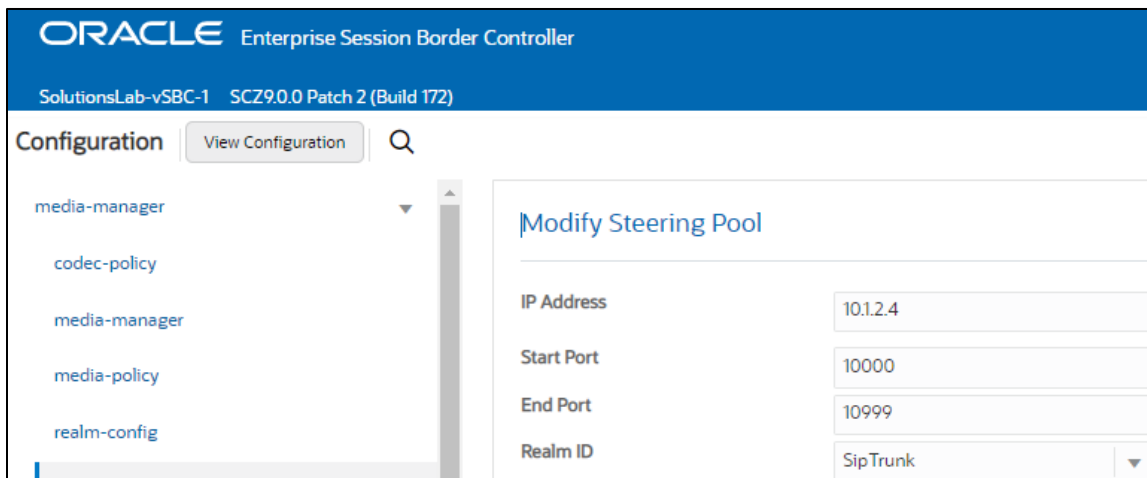 ORACLE Enterprise Session Border Controller
SolutionsLab-vSBC-1 SCZ9.0.0 Patch 2 (Build 172)
Configuration View Configuration
media-manager
codec-policy
media-manager
media-policy
realm-config
Modify Steering Pool
IP Address 10.1.2.4
Start Port 10000
End Port 10999
Realm ID SipTrunk